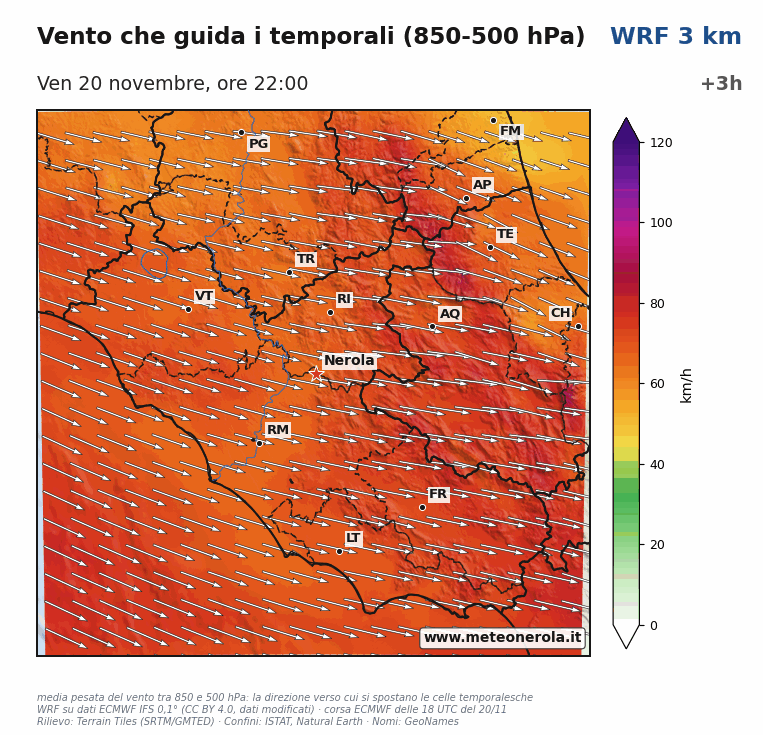 Vento che guida i temporali (850-500 hPa) WRF 3 km
Ven 20 novembre, ore 22:00 +3h
FM
PG
AP
TE
TR
VT
RI
AQ
CH
Nerola
RM
FR
LT
www.meteonerola.it
120
100
80
60
40
20
0
km/h
media pesata del vento tra 850 e 500 hPa: la direzione verso cui si spostano le celle temporalesche
WRF su dati ECMWF IFS 0,1° (CC BY 4.0, dati modificati) · corsa ECMWF delle 18 UTC del 20/11
Rilievo: Terrain Tiles (SRTM/GMTED) · Confini: ISTAT, Natural Earth · Nomi: GeoNames